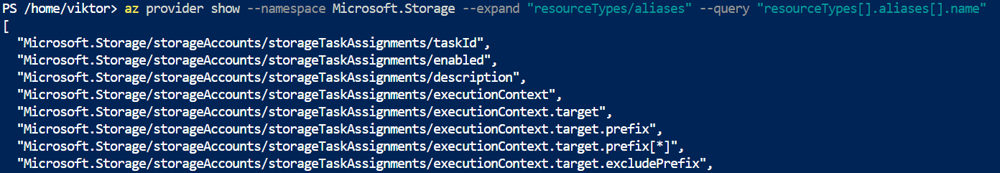 PS /home/viktor> az provider show --namespace Microsoft.Storage --expand "resourceTypes/aliases" --query "resourceTypes[].aliases[].name"
[
"Microsoft.Storage/storageAccounts/storageTaskAssignments/taskId",
"Microsoft.Storage/storageAccounts/storageTaskAssignments/enabled",
"Microsoft.Storage/storageAccounts/storageTaskAssignments/description",
"Microsoft.Storage/storageAccounts/storageTaskAssignments/executionContext",
"Microsoft.Storage/storageAccounts/storageTaskAssignments/executionContext.target",
"Microsoft.Storage/storageAccounts/storageTaskAssignments/executionContext.target.prefix",
"Microsoft.Storage/storageAccounts/storageTaskAssignments/executionContext.target.prefix[*]",
"Microsoft.Storage/storageAccounts/storageTaskAssignments/executionContext.target.excludePrefix",